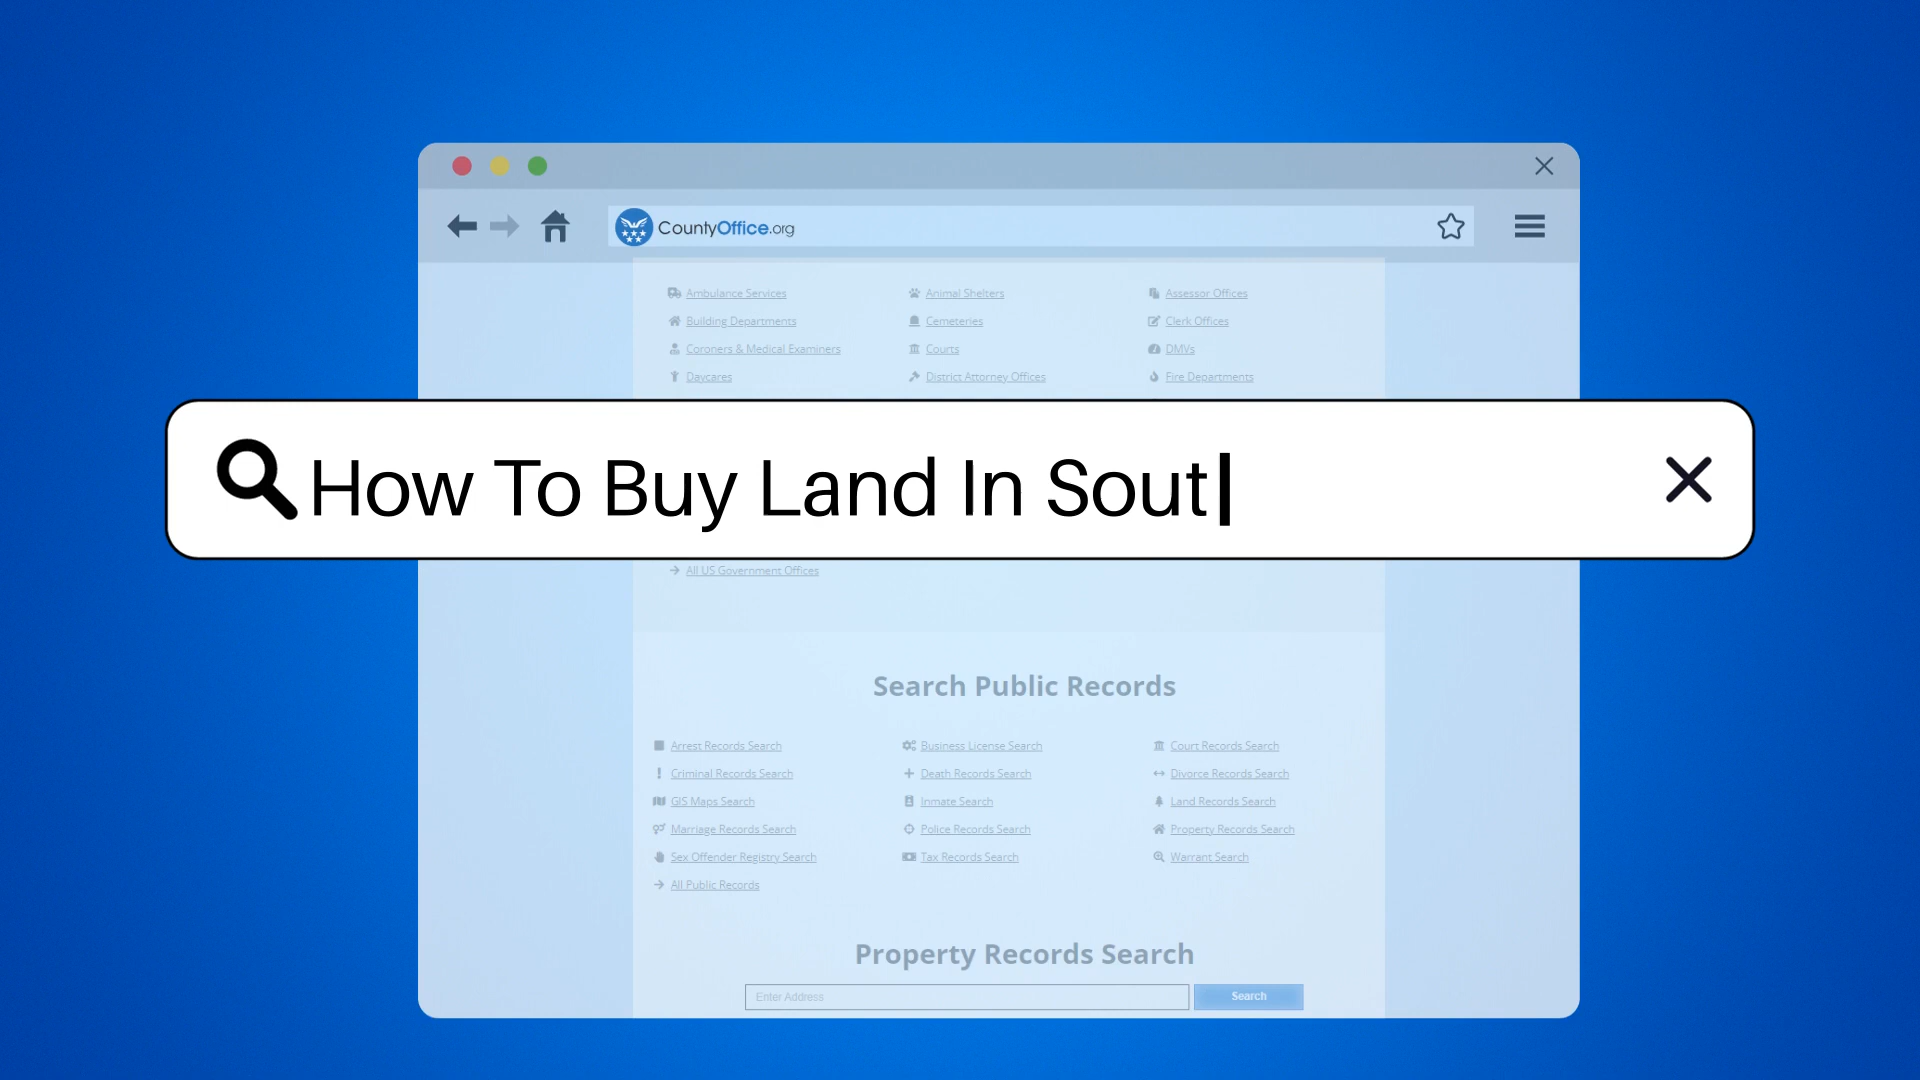 CountyOffice.org
Ambulance Services Animal Shelters Assessor Offices
Building Departments Cemeteries Clerk Offices
Coroners & Medical Examiners Courts DMVs
Daycares District Attorney Offices Fire Departments
How To Buy Land In Sout
All US Government Offices
Search Public Records
Arrest Records Search Business License Search Court Records Search
Criminal Records Search Death Records Search Divorce Records Search
GIS Maps Search Inmate Search Land Records Search
Marriage Records Search Police Records Search Property Records Search
Sex Offender Registry Search Tax Records Search Warrant Search
All Public Records
Property Records Search
Enter Address Search